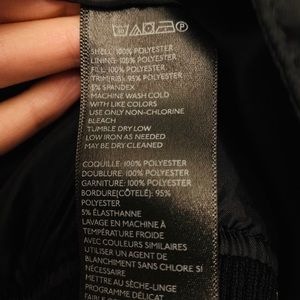 SHELL: 100% POLYESTER
LINING: 100% POLYESTER
FILL: 100% POLYESTER
TRIM(RIB): 95% POLYESTER
5% SPANDEX
MACHINE WASH COLD
WITH LIKE COLORS
USE ONLY NON-CHLORINE
BLEACH
TUMBLE DRY LOW
LOW IRON AS NEEDED
MAY BE DRY CLEANED
COQUILLE: 100% POLYESTER
DOUBLURE: 100% POLYESTER
GARNITURE: 100% POLYESTER
BORDURE(CÔTELÉ): 95%
POLYESTER
5% ÉLASTHANNE
LAVAGE EN MACHINE À
TEMPÉRATURE FROIDE
AVEC COULEURS SIMILAIRES
UTILISER UN AGENT DE
BLANCHIMENT SANS CHLORE SI
NÉCESSAIRE
METTRE AU SÈCHE-LINGE
PROGRAMME DÉLICAT